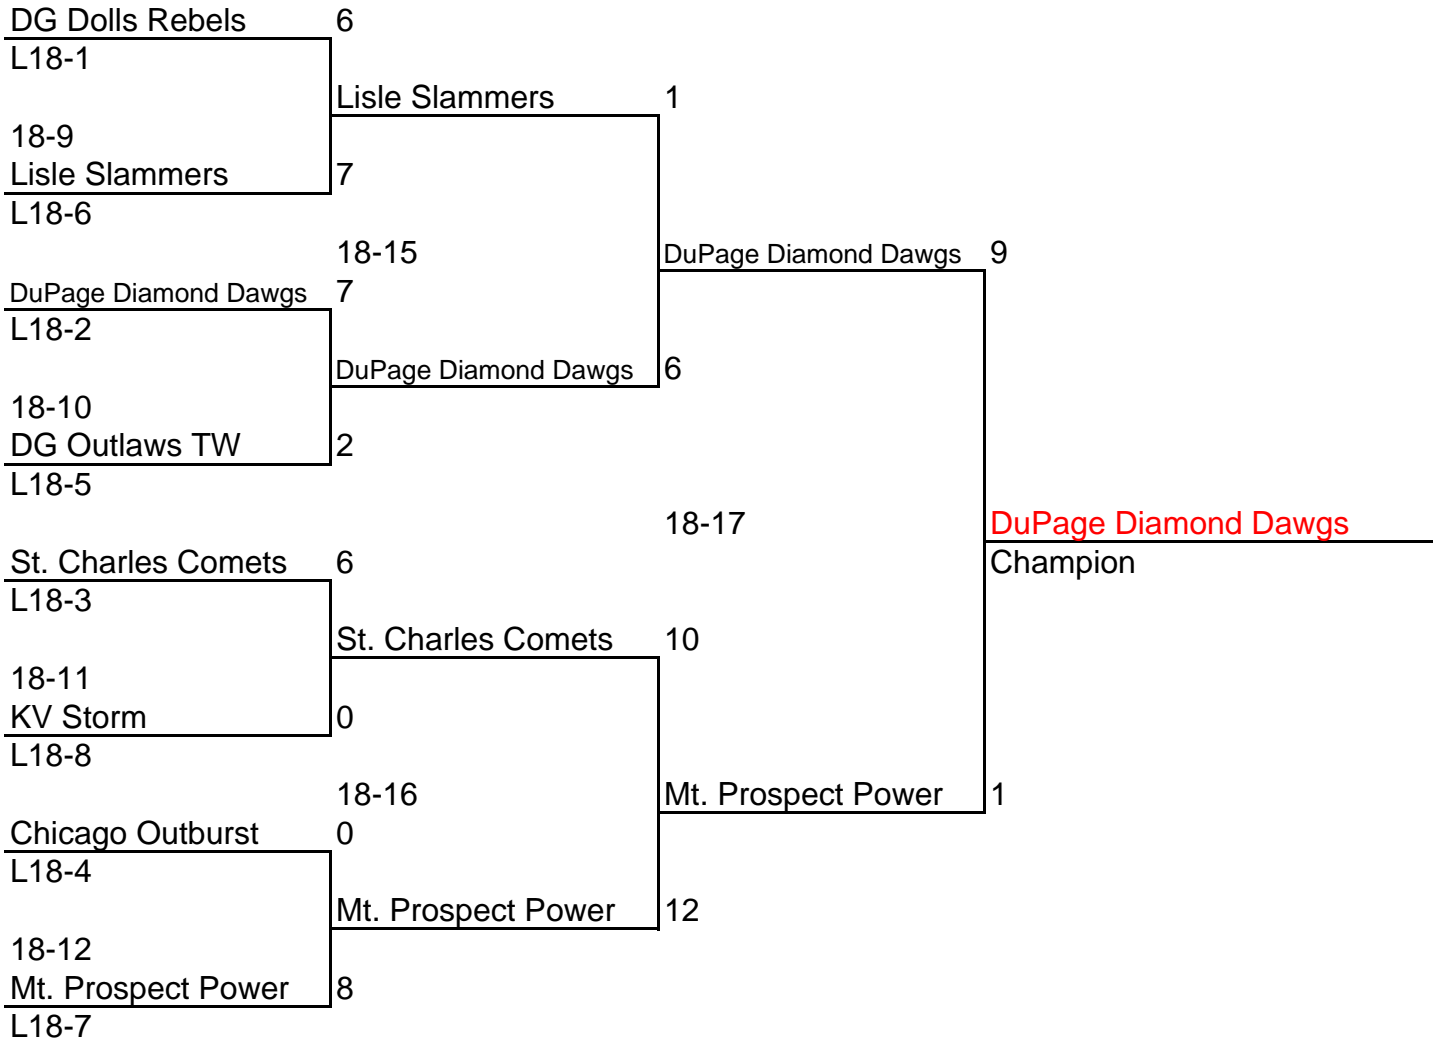 DG Dolls Rebels 6
L18-1
Lisle Slammers 1
18-9
Lisle Slammers 7
L18-6
18-15 DuPage Diamond Dawgs 9
DuPage Diamond Dawgs 7
L18-2
DuPage Diamond Dawgs 6
18-10
DG Outlaws TW 2
L18-5
18-17 DuPage Diamond Dawgs
St. Charles Comets 6 Champion
L18-3
St. Charles Comets 10
18-11
KV Storm 0
L18-8
18-16 Mt. Prospect Power 1
Chicago Outburst 0
L18-4
Mt. Prospect Power 12
18-12
Mt. Prospect Power 8
L18-7